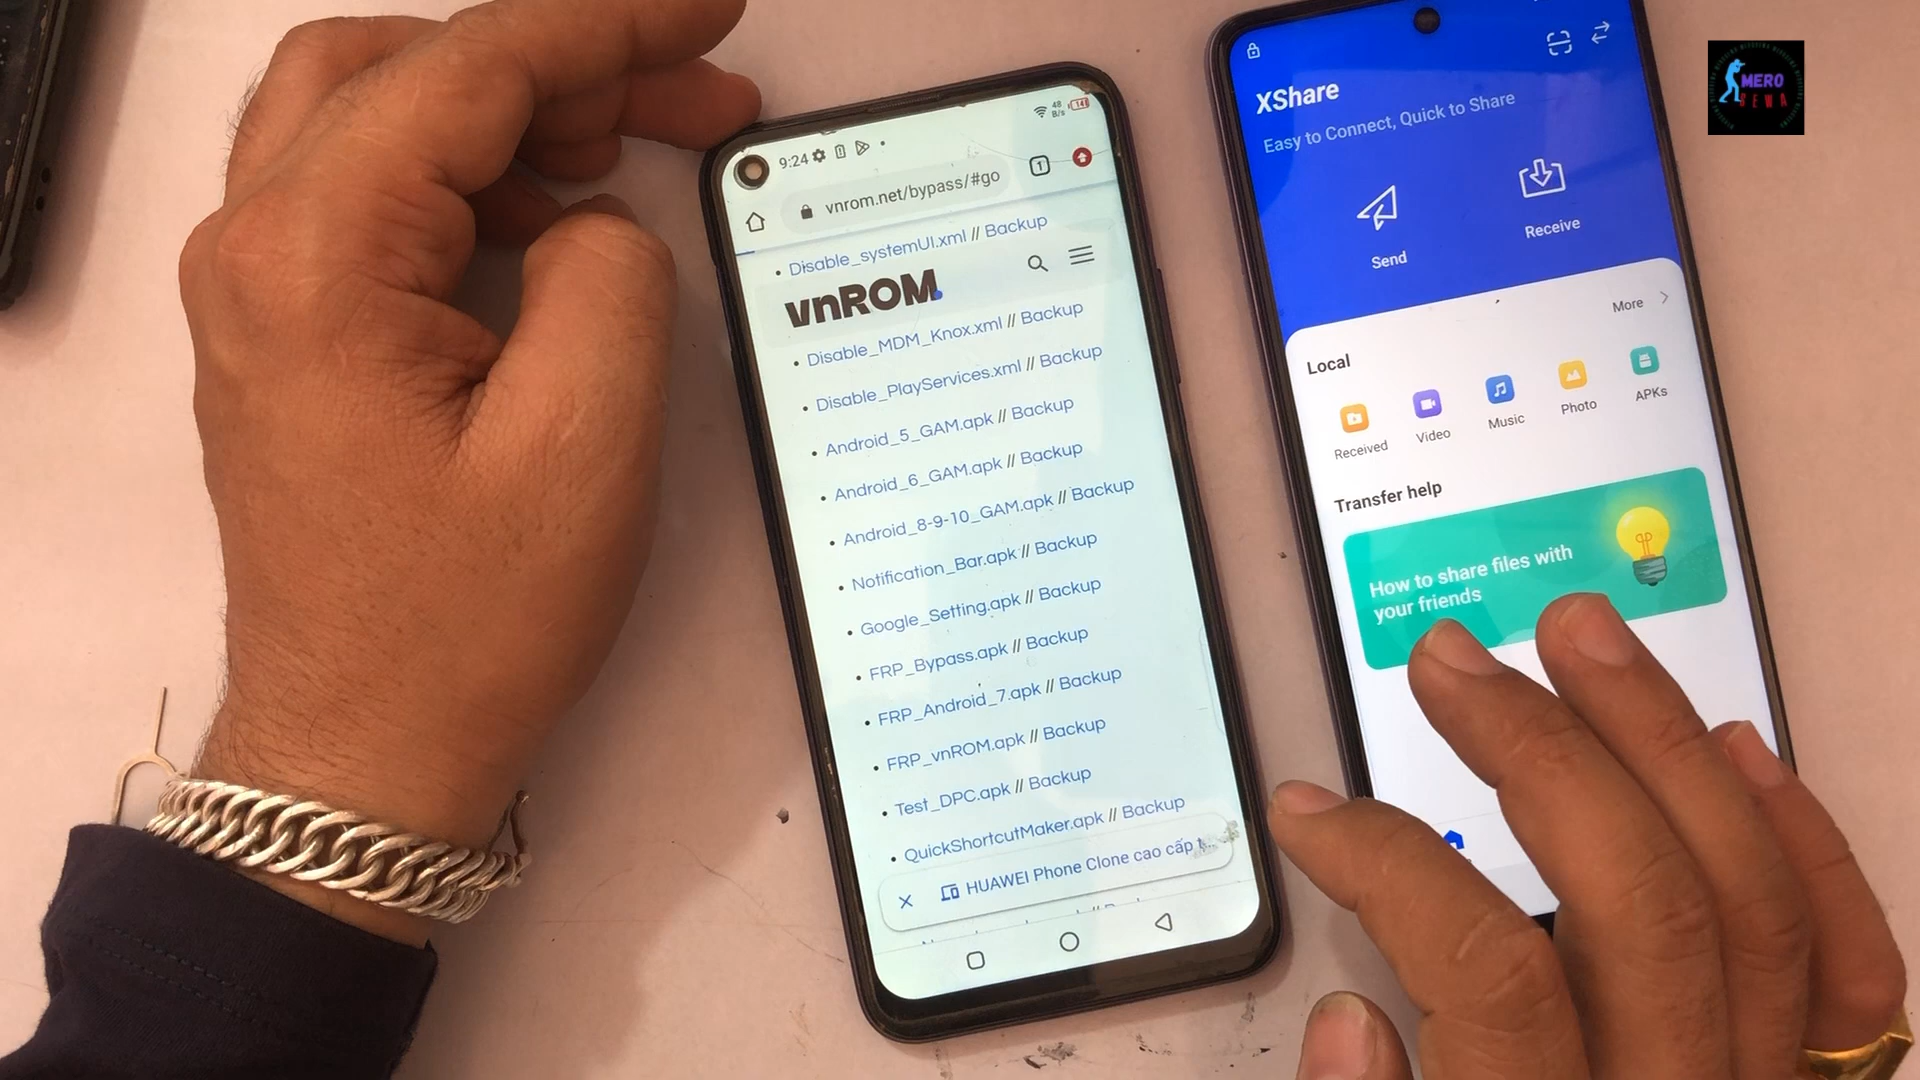 9:24
48
B/s
14
vnrom.net/bypass/#go
1
Disable_systemUI.xml // Backup
vnROM.
Disable_MDM_Knox.xml // Backup
Disable_PlayServices.xml // Backup
Android_5_GAM.apk // Backup
Android_6_GAM.apk // Backup
Android_8-9-10_GAM.apk // Backup
Notification_Bar.apk // Backup
Google_Setting.apk // Backup
FRP_Bypass.apk // Backup
FRP_Android_7.apk // Backup
FRP_vnROM.apk // Backup
Test_DPC.apk // Backup
QuickShortcutMaker.apk // Backup
HUAWEI Phone Clone cao cấp t...
XShare
Easy to Connect, Quick to Share
Send
Receive
More
Local
Received
Video
Music
Photo
APKs
Transfer help
How to share files with
your friends
MERO
SEWA